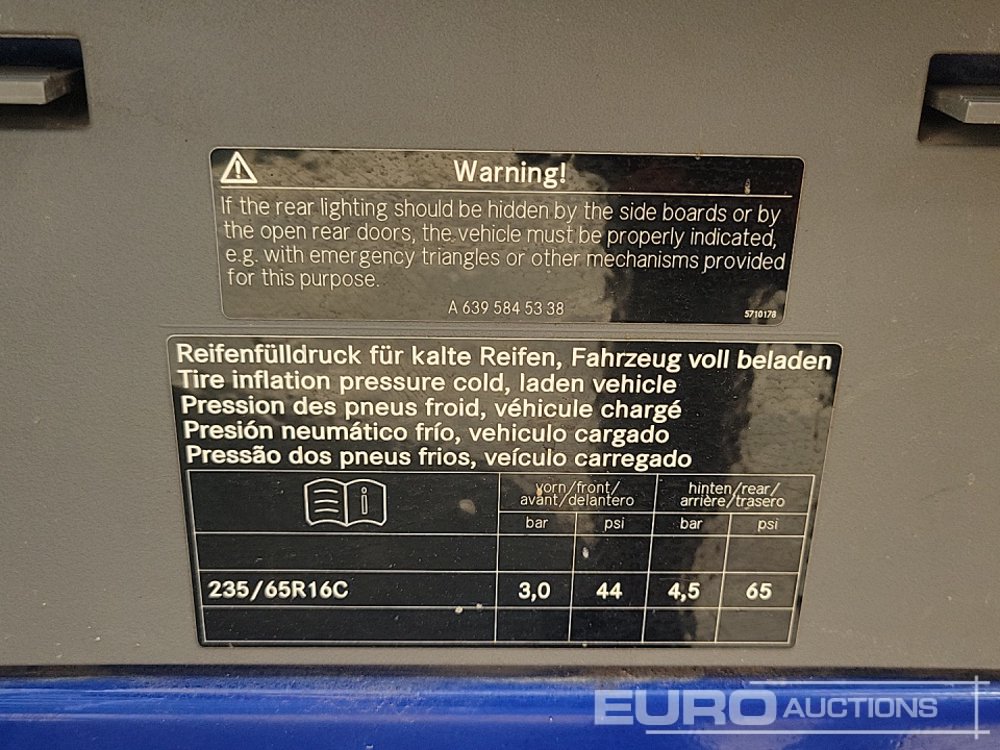 Warning!
If the rear lighting should be hidden by the side boards or by
the open rear doors, the vehicle must be properly indicated,
e.g. with emergency triangles or other mechanisms provided
for this purpose.
A 639 584 53 38
5710178
Reifenfülldruck für kalte Reifen, Fahrzeug voll beladen
Tire inflation pressure cold, laden vehicle
Pression des pneus froid, véhicule chargé
Presión neumático frío, vehiculo cargado
Pressão dos pneus frios, veículo carregado
vorn/front/ hinten/rear/
avant/delantero arrière/trasero
bar psi bar psi
235/65R16C 3,0 44 4,5 65
EURO AUCTIONS